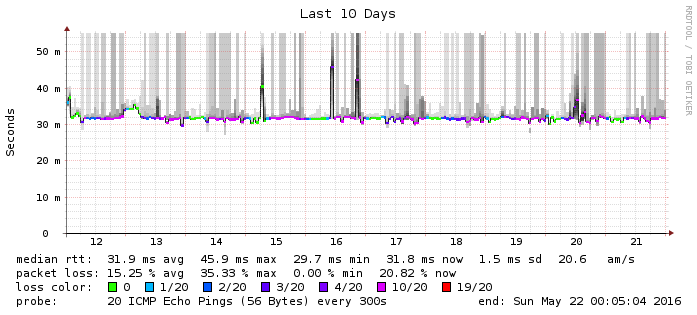 Last 10 Days
RRDTOOL / TOBI OETIKER
Seconds
50 m
40 m
30 m
20 m
10 m
0
12 13 14 15 16 17 18 19 20 21
median rtt: 31.9 ms avg 45.9 ms max 29.7 ms min 31.8 ms now 1.5 ms sd 20.6 am/s
packet loss: 15.25 % avg 35.33 % max 0.00 % min 20.82 % now
loss color: 0 1/20 2/20 3/20 4/20 10/20 19/20
probe: 20 ICMP Echo Pings (56 Bytes) every 300s end: Sun May 22 00:05:04 2016